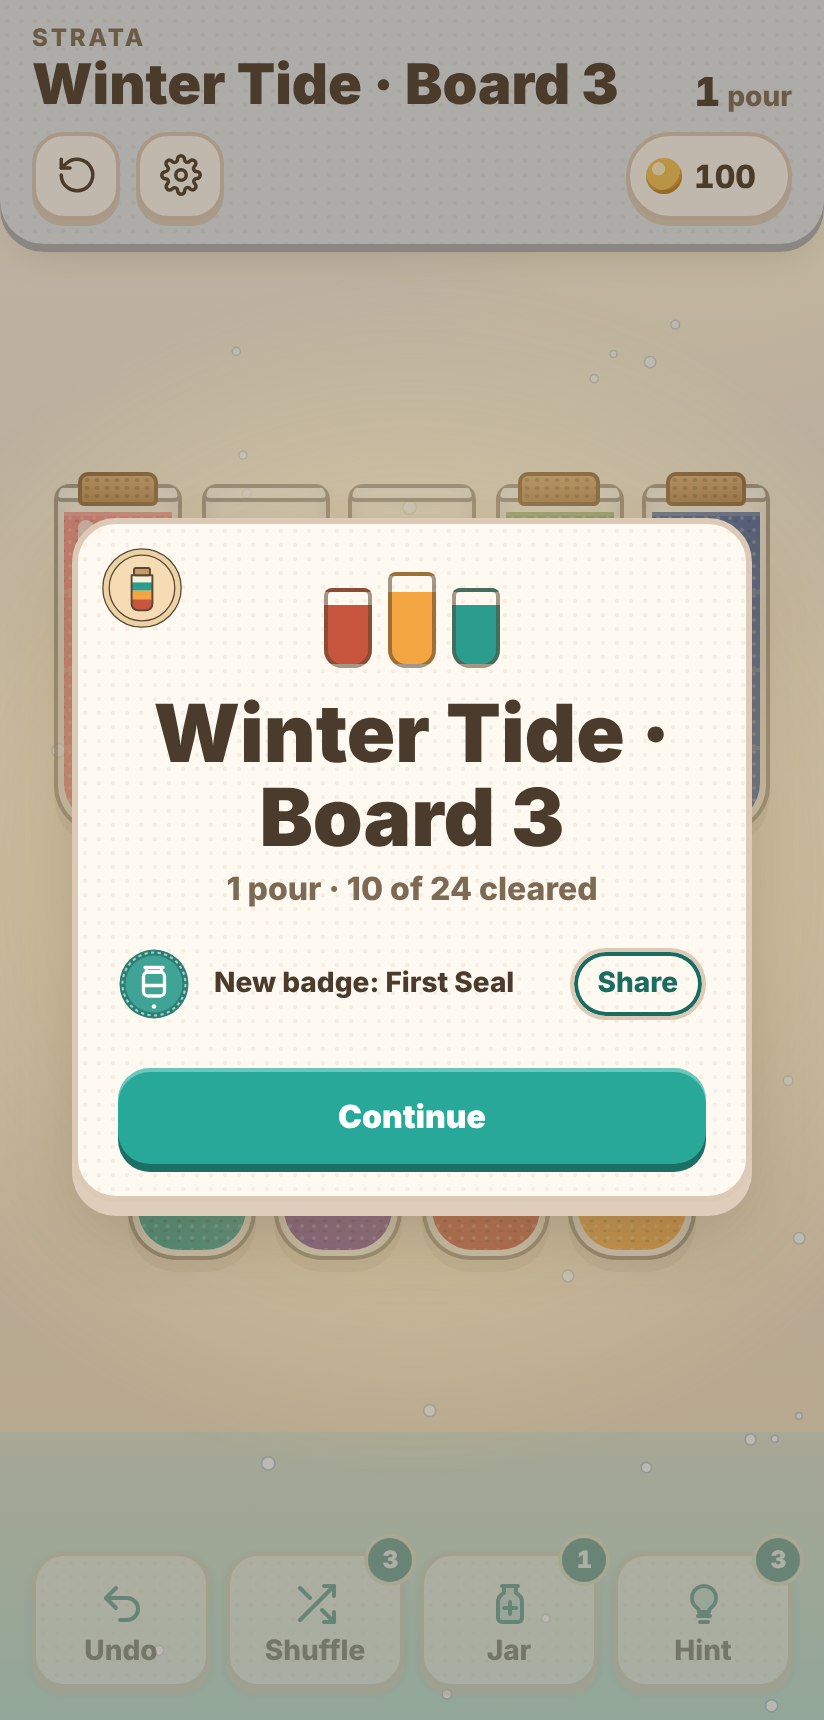 STRATA
Winter Tide · Board 3
1 pour
100
Winter Tide ·
Board 3
1 pour · 10 of 24 cleared
New badge: First Seal
Share
Continue
3
1
3
Undo
Shuffle
Jar
Hint